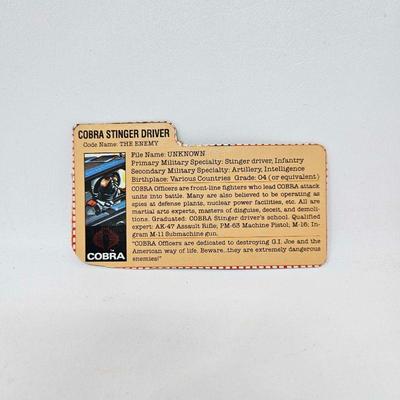 COBRA STINGER DRIVER
Code Name: THE ENEMY
File Name: UNKNOWN
Primary Military Specialty: Stinger driver, Infantry
Secondary Military Specialty: Artillery, Intelligence
Birthplace: Various Countries Grade: O4 (or equivalent)
COBRA Officers are front-line fighters who lead COBRA attack
units into battle. Many are also believed to be operating as
spies at defense plants, nuclear power facilities, etc. All are
martial arts experts, masters of disguise, deceit, and demoli-
tions. Graduated: COBRA Stinger driver's school. Qualified
expert: AK-47 Assault Rifle; PM-63 Machine Pistol; M-16; In-
gram M-11 Submachine gun.
"COBRA Officers are dedicated to destroying G.I. Joe and the
American way of life. Beware..they are extremely dangerous
enemies!"
COBRA